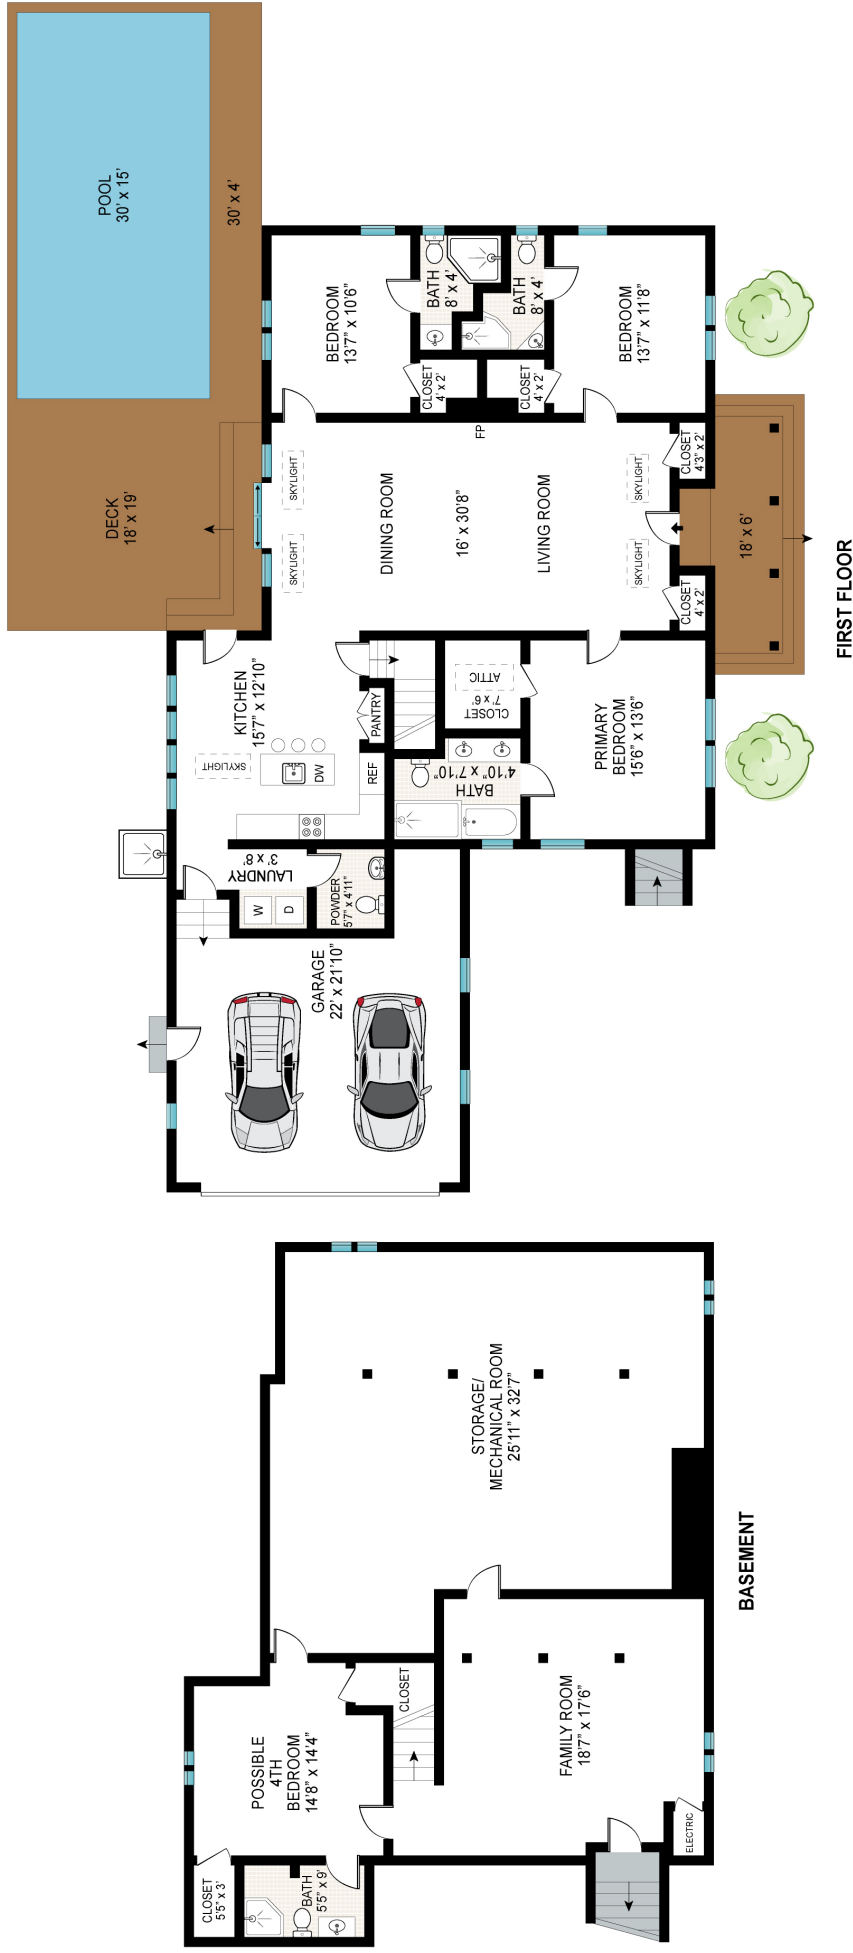 POOL
30' x 15'
30' x 4'
DECK
18' x 19'
BEDROOM
13'7" x 10'6"
BATH
8' x 4'
BATH
8' x 4'
BEDROOM
13'7" x 11'8"
CLOSET
4' x 2'
CLOSET
4' x 2'
FP
SKYLIGHT
SKYLIGHT
DINING ROOM
16' x 30'8"
LIVING ROOM
SKYLIGHT
SKYLIGHT
CLOSET
4'3" x 2'
CLOSET
4' x 2'
18' x 6'
FIRST FLOOR
KITCHEN
15'7" x 12'10"
SKYLIGHT
DW
REF
PANTRY
ATTIC
CLOSET
7' x 6'
BATH
4'10" x 7'10"
PRIMARY
BEDROOM
15'6" x 13'6"
LAUNDRY
3' x 8'
W
D
POWDER
5'7" x 4'11"
GARAGE
22' x 21'10"
STORAGE/
MECHANICAL ROOM
25'11" x 32'7"
BASEMENT
POSSIBLE
4TH
BEDROOM
14'8" x 14'4"
CLOSET
FAMILY ROOM
18'7" x 17'6"
ELECTRIC
CLOSET
5'5" x 3'
BATH
5'5" x 9'